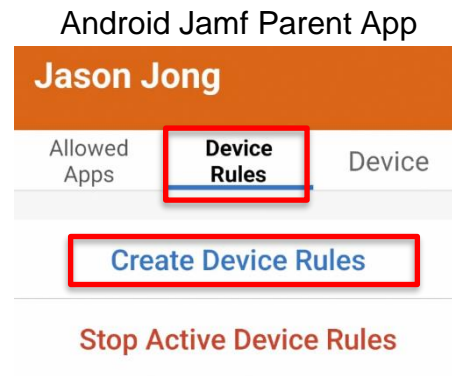 Android Jamf Parent App
Jason Jong
Allowed
Apps
Device
Rules
Device
Create Device Rules
Stop Active Device Rules